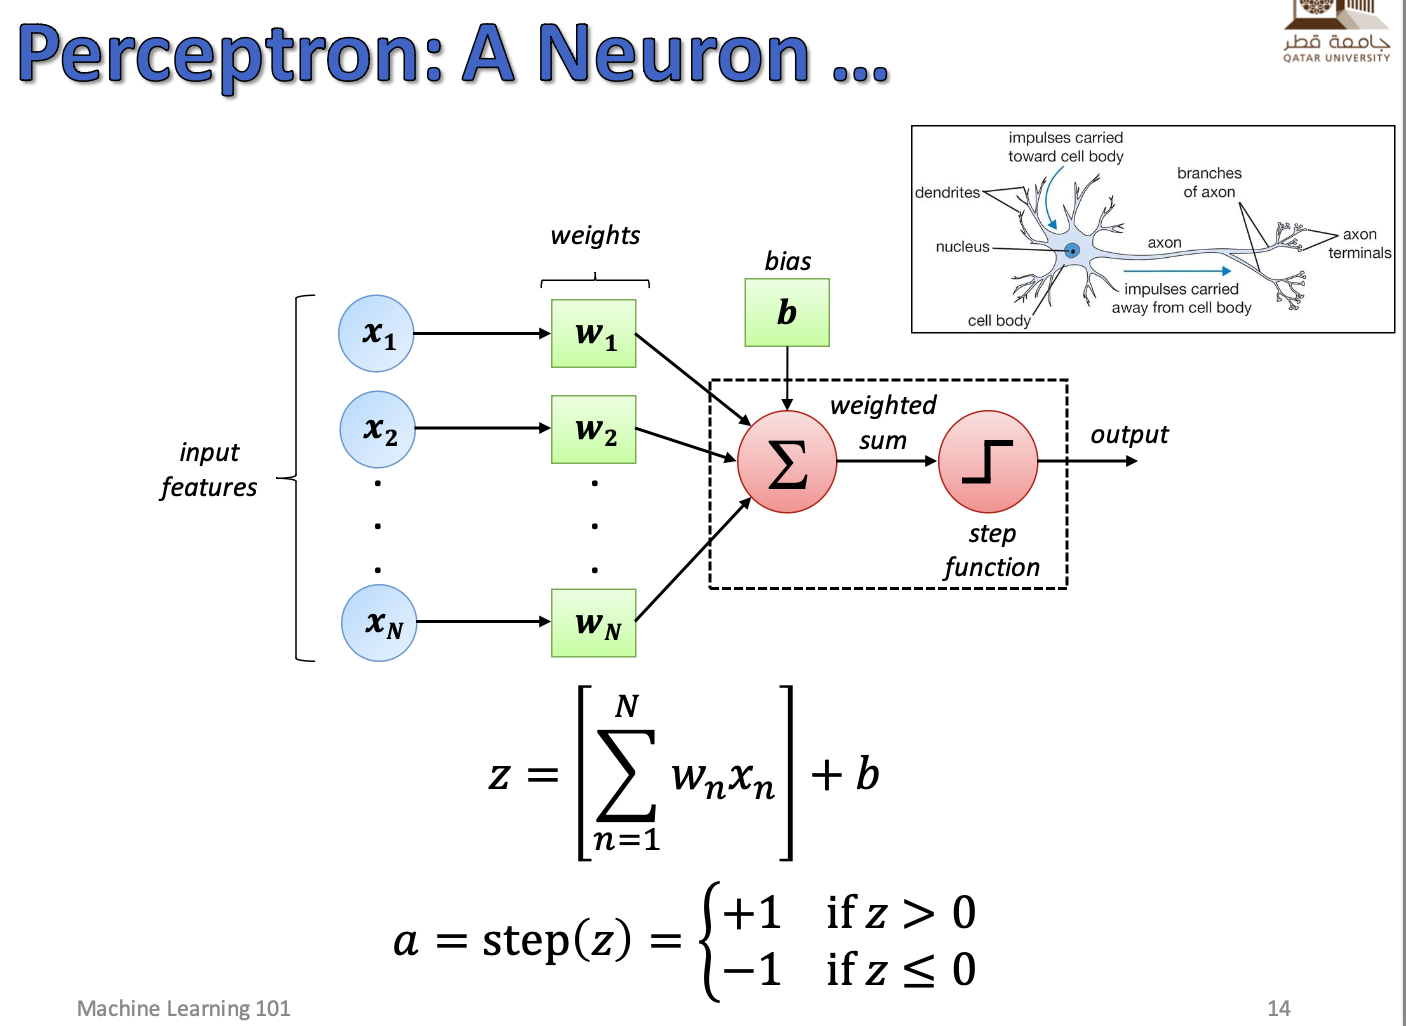 Perceptron: A Neuron ...
جامعة قطر
QATAR UNIVERSITY
impulses carried
toward cell body
branches
of axon
dendrites
nucleus
axon
axon
terminals
impulses carried
away from cell body
cell body
weights
bias
x₁
w₁
b
x₂
w₂
weighted
sum
output
input
features
Σ
step
function
x_N
w_N
z = [∑_{n=1}^{N} wₙxₙ] + b
a = step(z) = { +1 if z > 0
−1 if z ≤ 0
Machine Learning 101
14